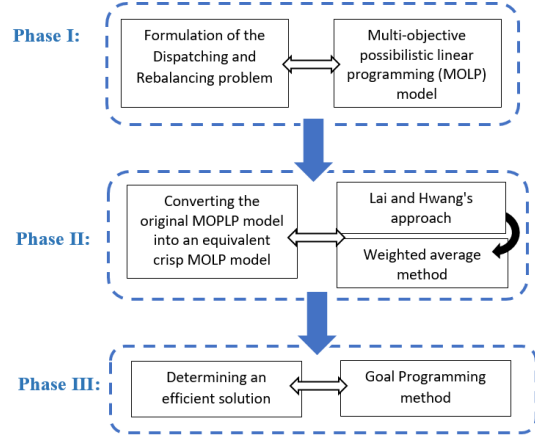 Phase I:
Formulation of the
Dispatching and
Rebalancing problem
Multi-objective
possibilistic linear
programming (MOLP)
model
Phase II:
Converting the
original MOPLP model
into an equivalent
crisp MOLP model
Lai and Hwang's
approach
Weighted average
method
Phase III:
Determining an
efficient solution
Goal Programming
method